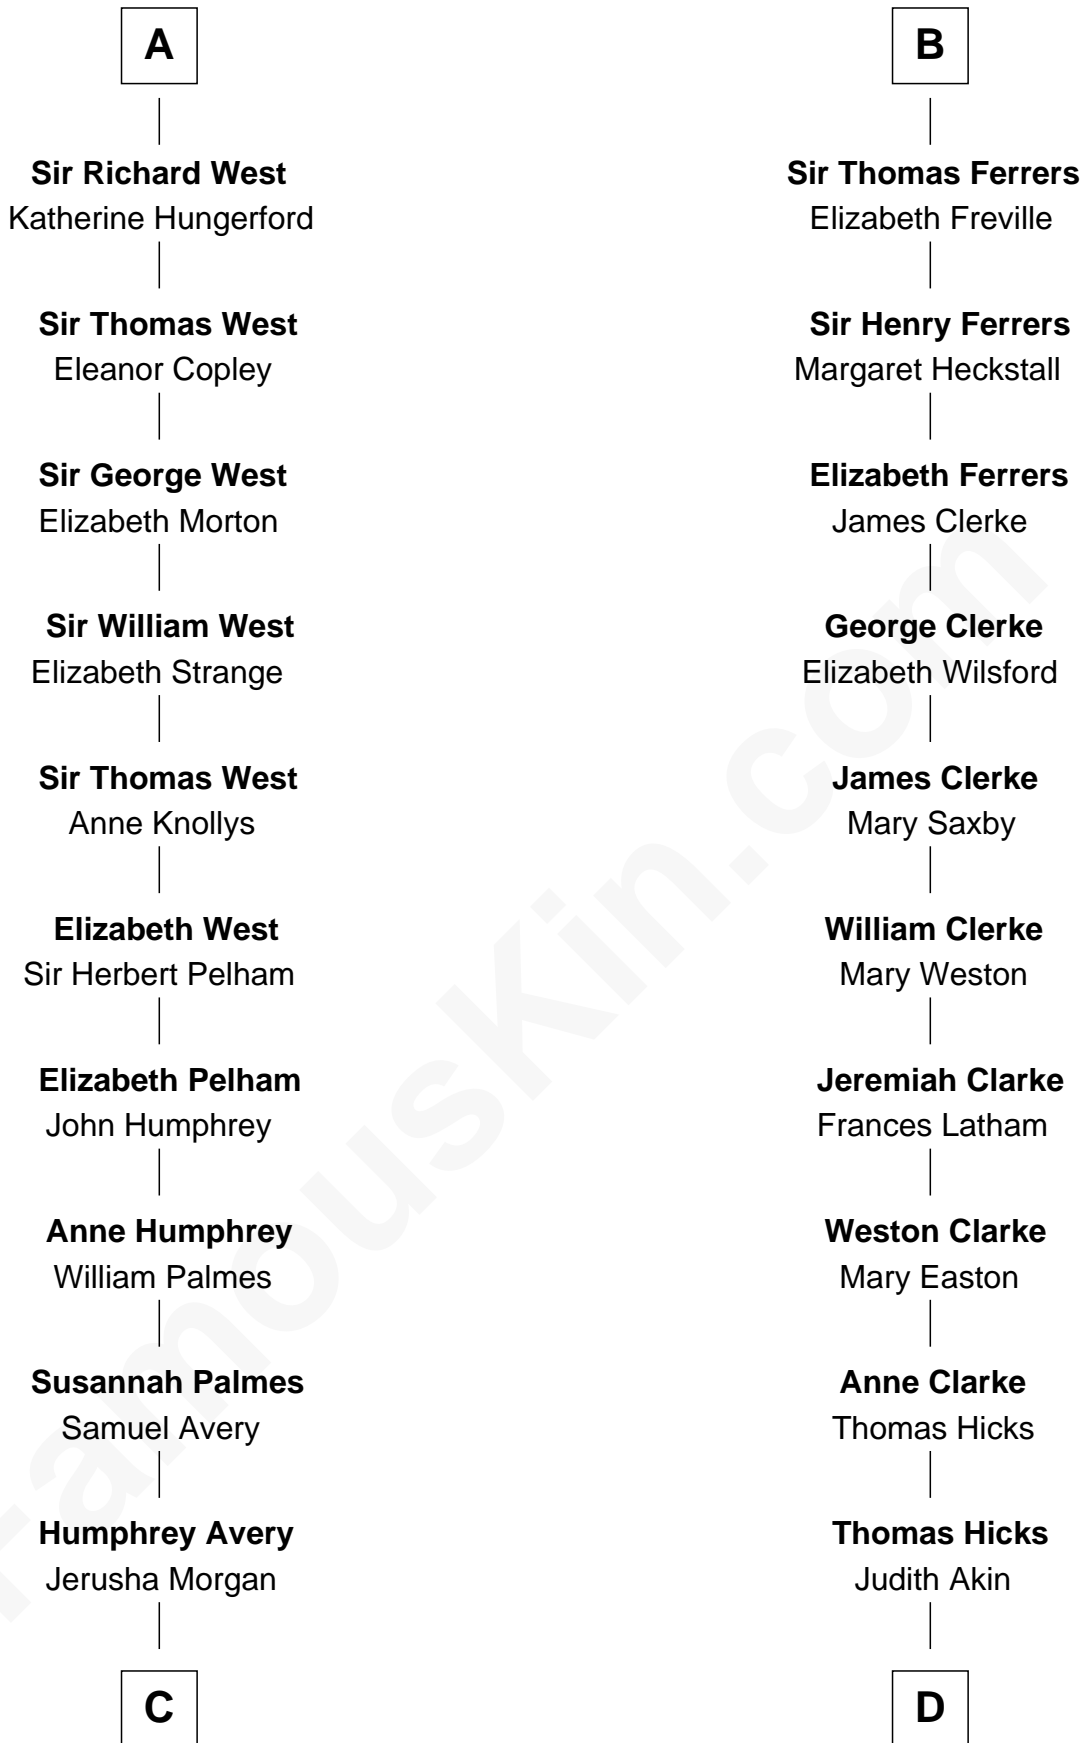 A
Sir Richard West
Katherine Hungerford
Sir Thomas West
Eleanor Copley
Sir George West
Elizabeth Morton
Sir William West
Elizabeth Strange
Sir Thomas West
Anne Knollys
Elizabeth West
Sir Herbert Pelham
Elizabeth Pelham
John Humphrey
Anne Humphrey
William Palmes
Susannah Palmes
Samuel Avery
Humphrey Avery
Jerusha Morgan
C
B
Sir Thomas Ferrers
Elizabeth Freville
Sir Henry Ferrers
Margaret Heckstall
Elizabeth Ferrers
James Clerke
George Clerke
Elizabeth Wilsford
James Clerke
Mary Saxby
William Clerke
Mary Weston
Jeremiah Clarke
Frances Latham
Weston Clarke
Mary Easton
Anne Clarke
Thomas Hicks
Thomas Hicks
Judith Akin
D
FamousKin.com